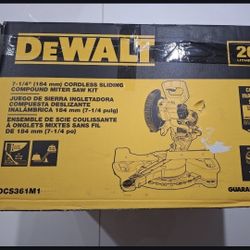 DEWALT
20
7-1/4" (184 mm) CORDLESS SLIDING
COMPOUND MITER SAW KIT
JUEGO DE SIERRA INGLETADORA
COMPUESTA DESLIZANTE
INALÁMBRICA 184 mm (7-1/4 pulg)
ENSEMBLE DE SCIE COULISSANTE
À ONGLETS MIXTES SANS FIL
DE 184 mm (7-1/4 po)
DCS361M1
GUARAN